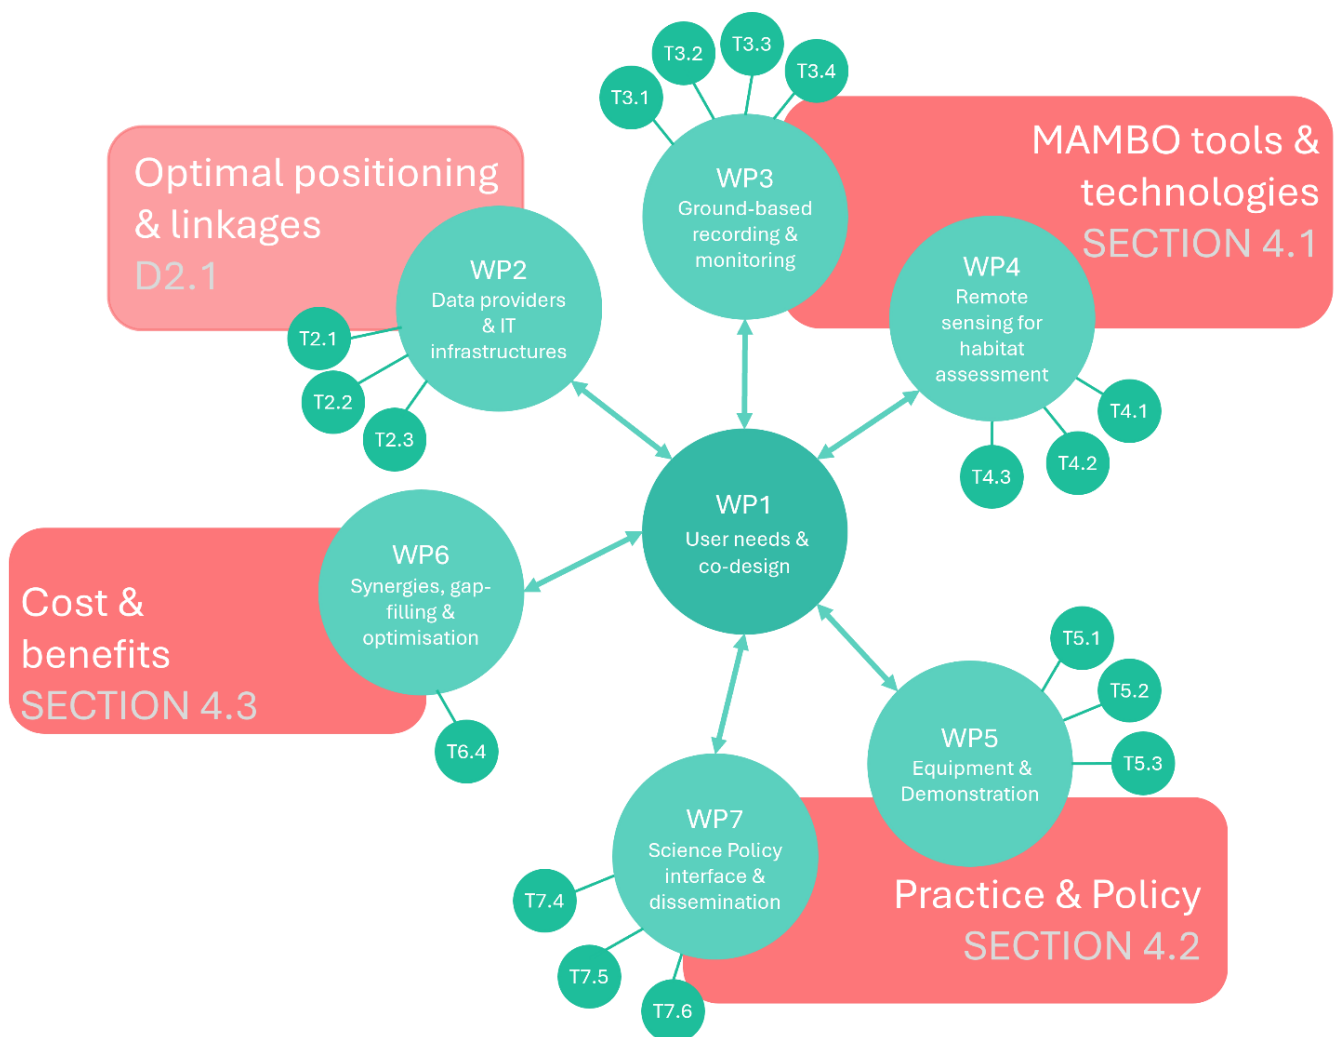 T3.1
T3.2
T3.3
T3.4
MAMBO tools &
technologies
SECTION 4.1
Optimal positioning
& linkages
D2.1
WP3
Ground-based
recording &
monitoring
WP2
Data providers
& IT
infrastructures
T2.1
T2.2
T2.3
WP4
Remote
sensing for
habitat
assessment
T4.1
T4.2
T4.3
WP1
User needs &
co-design
Cost &
benefits
SECTION 4.3
WP6
Synergies, gap-
filling &
optimisation
T6.4
T5.1
T5.2
T5.3
WP5
Equipment &
Demonstration
WP7
Science Policy
interface &
dissemination
T7.4
T7.5
T7.6
Practice & Policy
SECTION 4.2